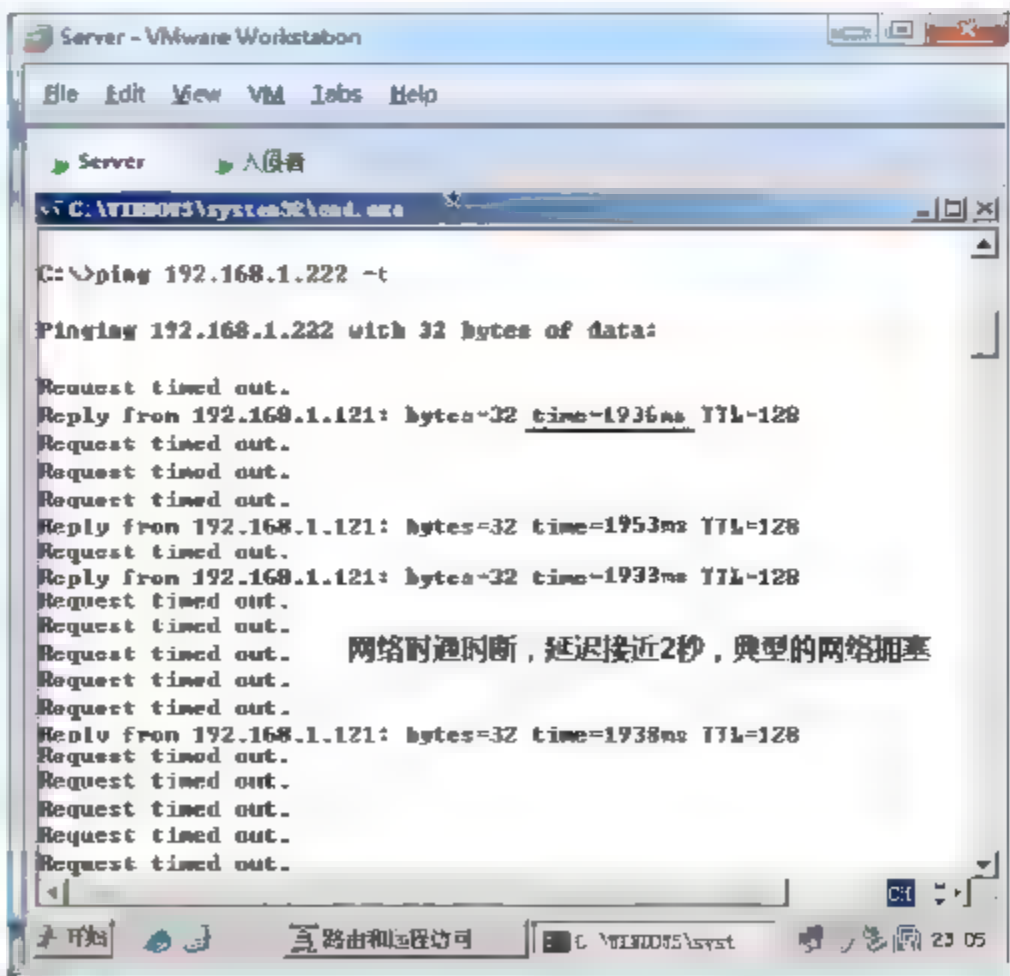 Server - VMware Workstation
File Edit View VM Tabs Help
Server 入侵者
C:\WINDOWS\system32\cmd.exe
C:\>ping 192.168.1.222 -t
Pinging 192.168.1.222 with 32 bytes of data:
Request timed out.
Reply from 192.168.1.121: bytes=32 time=1936ms TTL=128
Request timed out.
Request timed out.
Request timed out.
Reply from 192.168.1.121: bytes=32 time=1953ms TTL=128
Request timed out.
Reply from 192.168.1.121: bytes=32 time=1933ms TTL=128
Request timed out.
Request timed out.
Request timed out.
网络时通时断，延迟接近2秒，典型的网络拥塞
Request timed out.
Request timed out.
Reply from 192.168.1.121: bytes=32 time=1938ms TTL=128
Request timed out.
Request timed out.
Request timed out.
Request timed out.
Request timed out.
CH
开始 路由和远程访问 C:\WINDOWS\syst 23:05